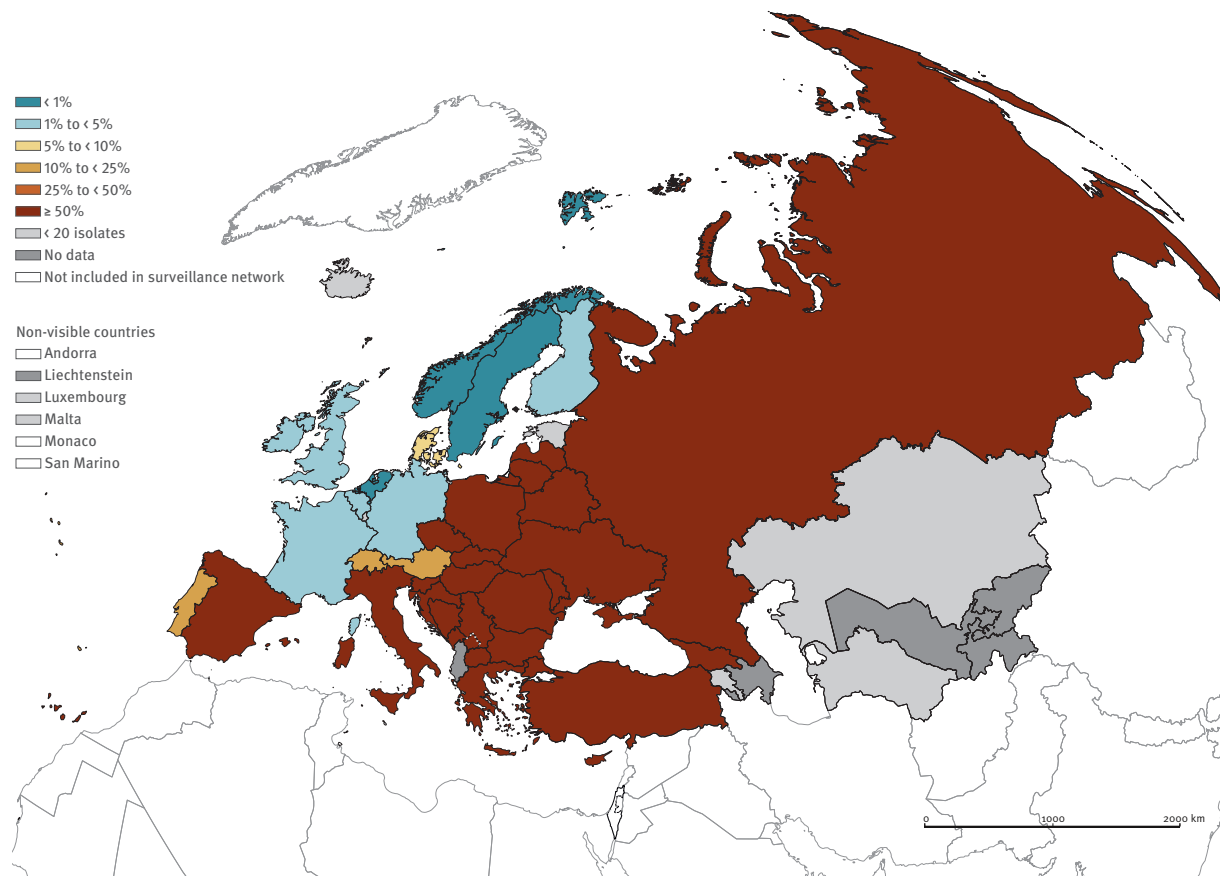 < 1%
1% to < 5%
5% to < 10%
10% to < 25%
25% to < 50%
≥ 50%
< 20 isolates
No data
Not included in surveillance network
Non-visible countries
Andorra
Liechtenstein
Luxembourg
Malta
Monaco
San Marino
0 1000 2000 km